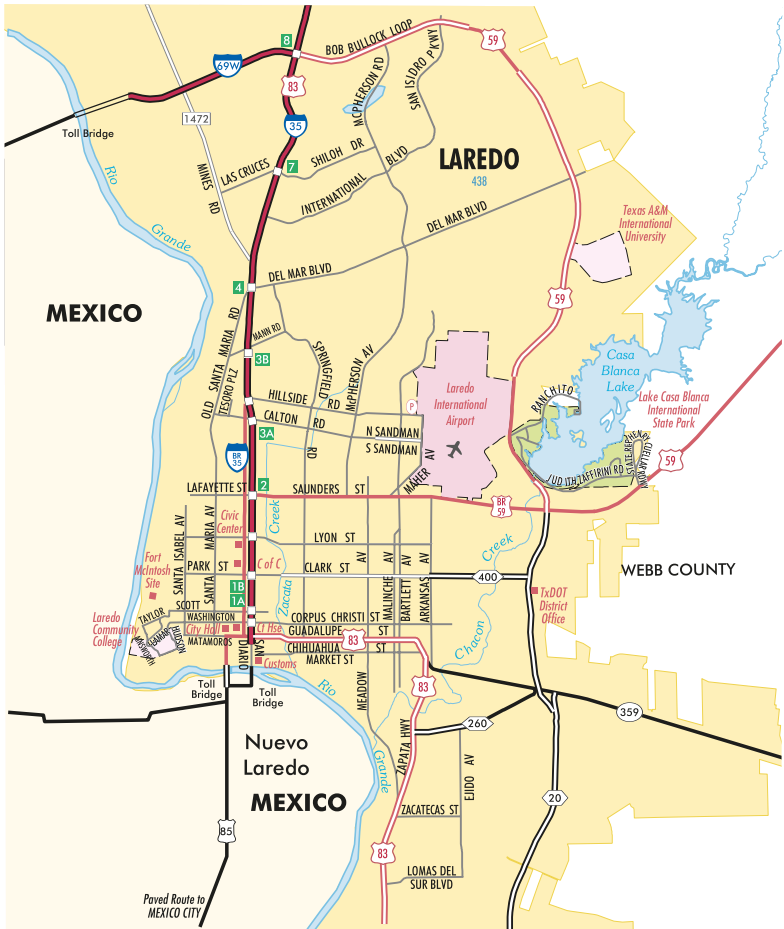 BOB BULLOCK LOOP
8
59
69W
83
MCPHERSON RD
SAN ISIDRO PKWY
1472
35
Toll Bridge
MINES RD
LAS CRUCES
7
SHILOH DR
INTERNATIONAL BLVD
LAREDO
438
Rio
Grande
DEL MAR BLVD
Texas A&M
International
University
4
DEL MAR BLVD
59
MEXICO
OLD SANTA MARIA RD
TESORO PLZ
MANN RD
3B
SPRINGFIELD RD
McPHERSON AV
Casa
Blanca
Lake
RANCHITO
Laredo
International
Airport
Lake Casa Blanca
International
State Park
P
HILLSIDE RD
CALTON RD
3A
N SANDMAN
S SANDMAN
MAHER AV
BR
35
JUDITH ZAFFIRINI RD
STATE REP
HENRY CUELLAR PKWY
59
LAFAYETTE ST
2
SAUNDERS ST
BR
59
Creek
Civic
Center
SANTA ISABEL AV
SANTA MARIA AV
LYON ST
Creek
Fort
McIntosh
Site
PARK ST
C of C
CLARK ST
400
WEBB COUNTY
AV
MALINCHE AV
BARTLETT AV
ARKANSAS AV
1B
1A
Zacata
TxDOT
District
Office
SCOTT
TAYLOR
WASHINGTON
CORPUS CHRISTI ST
Laredo
Community
College
HUDSON
City Hall
Ct Hse
GUADALUPE ST
83
MATAMOROS
CHIHUAHUA ST
MARKET ST
SAN DARIO
Customs
Chacon
Toll
Bridge
Toll
Bridge
Rio
Grande
MEADOW
83
359
260
Nuevo
Laredo
MEXICO
ZAPATA HWY
EJIDO AV
20
ZACATECAS ST
85
83
LOMAS DEL
SUR BLVD
Paved Route to
MEXICO CITY